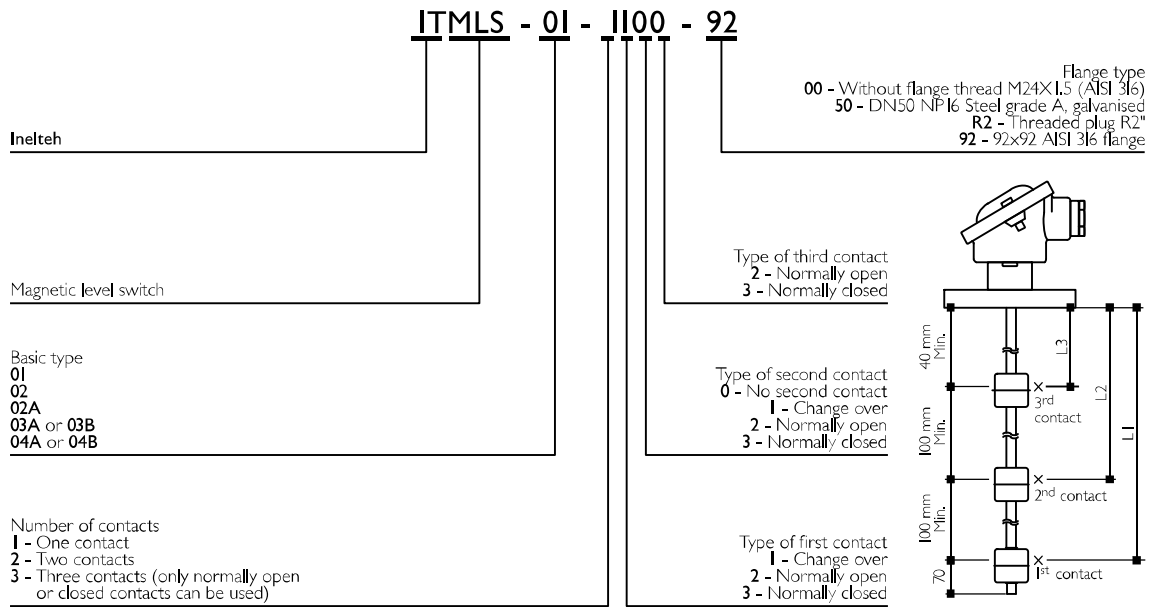 ITMLS - 01 - 1100 - 92
Inelteh
Magnetic level switch
Basic type
01
02
02A
03A or 03B
04A or 04B
Number of contacts
1 - One contact
2 - Two contacts
3 - Three contacts (only normally open
or closed contacts can be used)
Flange type
00 - Without flange thread M24X1.5 (AISI 316)
50 - DN50 NP16 Steel grade A, galvanised
R2 - Threaded plug R2"
92 - 92x92 AISI 316 flange
Type of third contact
2 - Normally open
3 - Normally closed
Type of second contact
0 - No second contact
1 - Change over
2 - Normally open
3 - Normally closed
Type of first contact
1 - Change over
2 - Normally open
3 - Normally closed
40 mm
Min.
L3
L2
L1
3rd
contact
100 mm
Min.
2nd contact
100 mm
Min.
1st contact
70